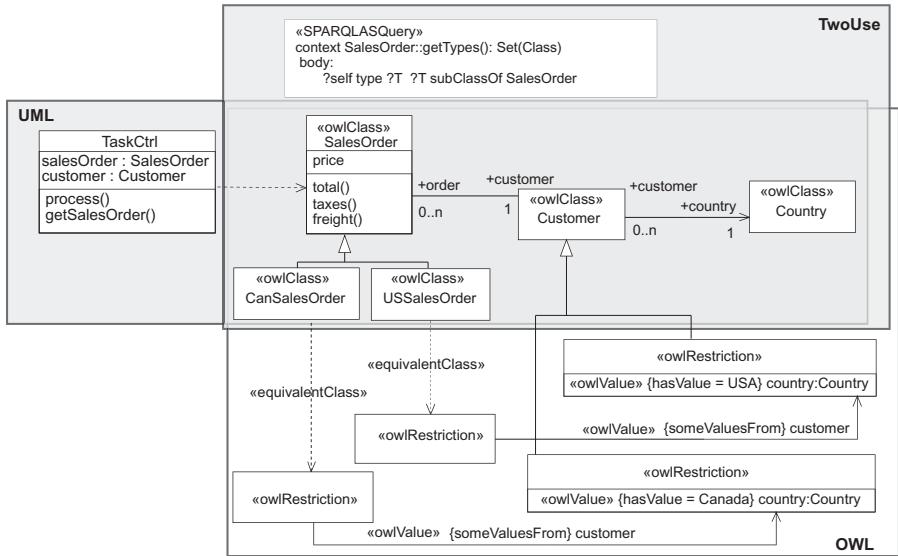 TwoUse
«SPARQLASQuery»
context SalesOrder::getTypes(): Set(Class)
body:
?self type ?T ?T subClassOf SalesOrder
UML
TaskCtrl
salesOrder : SalesOrder
customer : Customer
process()
getSalesOrder()
«owlClass»
SalesOrder
price
total()
taxes()
freight()
+order
0..n
+customer
1
«owlClass»
Customer
+customer
0..n
+country
1
«owlClass»
Country
«owlClass»
CanSalesOrder
«owlClass»
USSalesOrder
«equivalentClass»
«equivalentClass»
«owlRestriction»
«owlValue» {hasValue = USA} country:Country
«owlRestriction»
«owlValue» {someValuesFrom} customer
«owlRestriction»
«owlValue» {hasValue = Canada} country:Country
«owlRestriction»
«owlValue» {someValuesFrom} customer
OWL